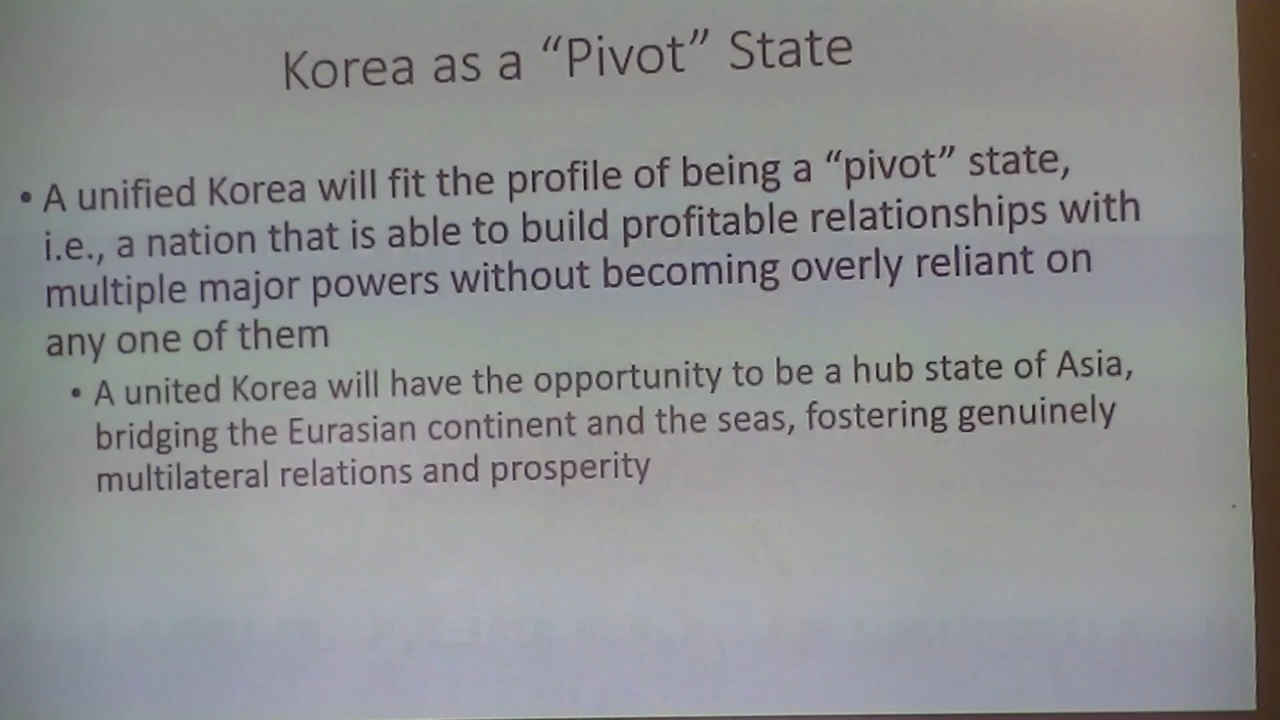 Korea as a “Pivot” State
• A unified Korea will fit the profile of being a “pivot” state,
i.e., a nation that is able to build profitable relationships with
multiple major powers without becoming overly reliant on
any one of them
• A united Korea will have the opportunity to be a hub state of Asia,
bridging the Eurasian continent and the seas, fostering genuinely
multilateral relations and prosperity